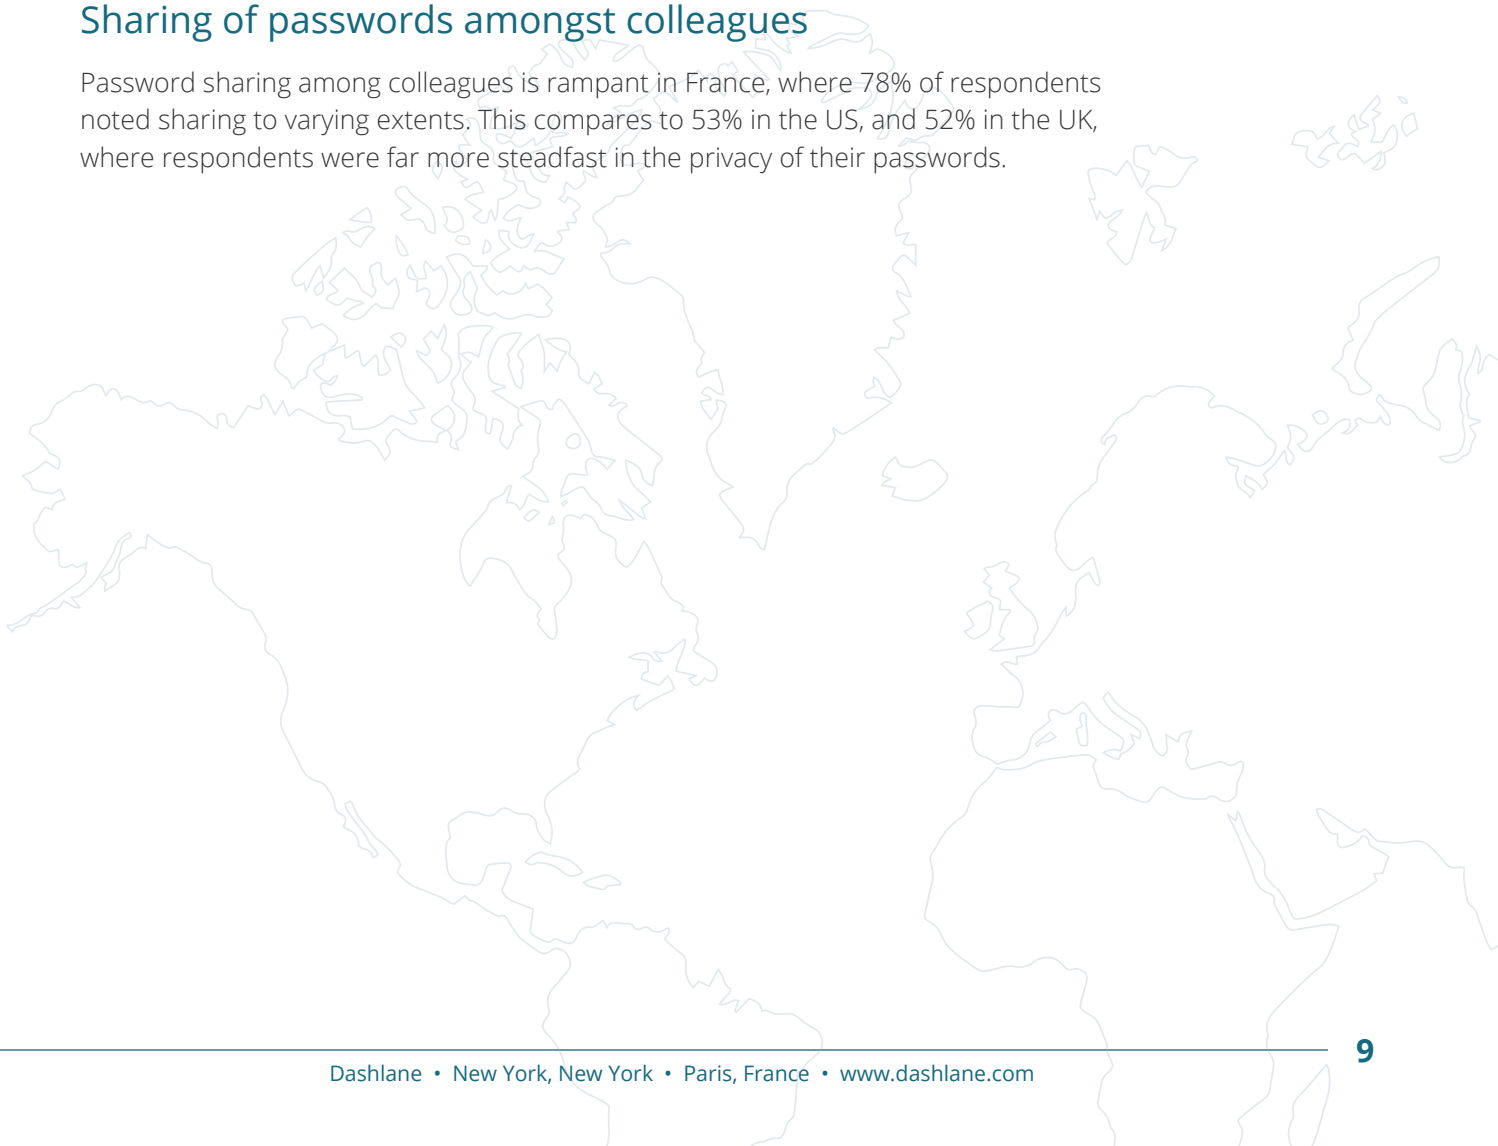 Sharing of passwords amongst colleagues
Password sharing among colleagues is rampant in France, where 78% of respondents
noted sharing to varying extents. This compares to 53% in the US, and 52% in the UK,
where respondents were far more steadfast in the privacy of their passwords.
9
Dashlane • New York, New York • Paris, France • www.dashlane.com